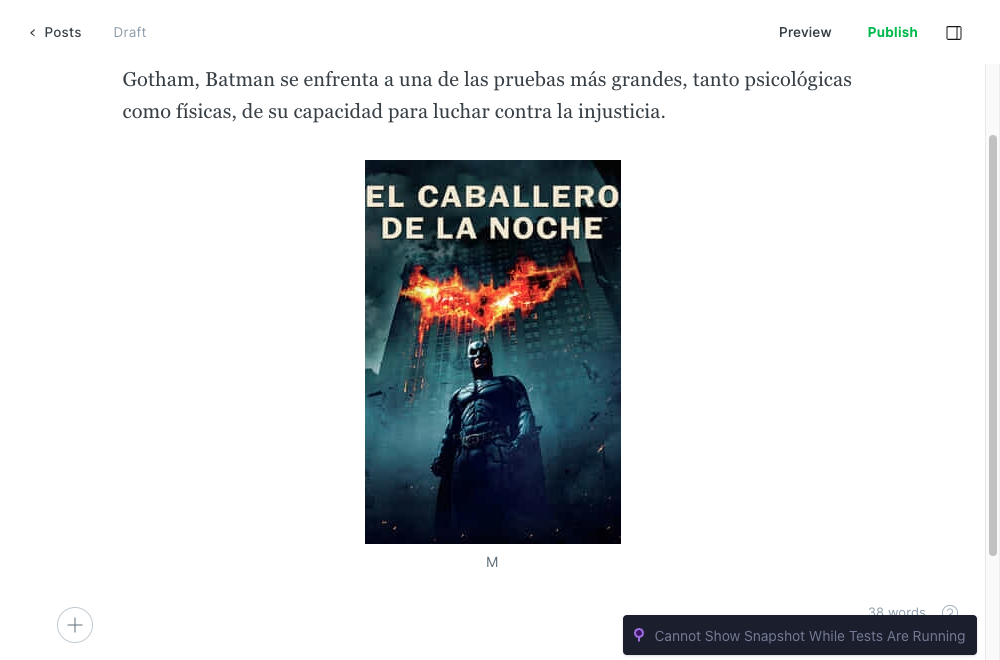 Posts
Draft
Preview
Publish
Gotham, Batman se enfrenta a una de las pruebas más grandes, tanto psicológicas
como físicas, de su capacidad para luchar contra la injusticia.
EL CABALLERO
DE LA NOCHE
M
38 words
Cannot Show Snapshot While Tests Are Running